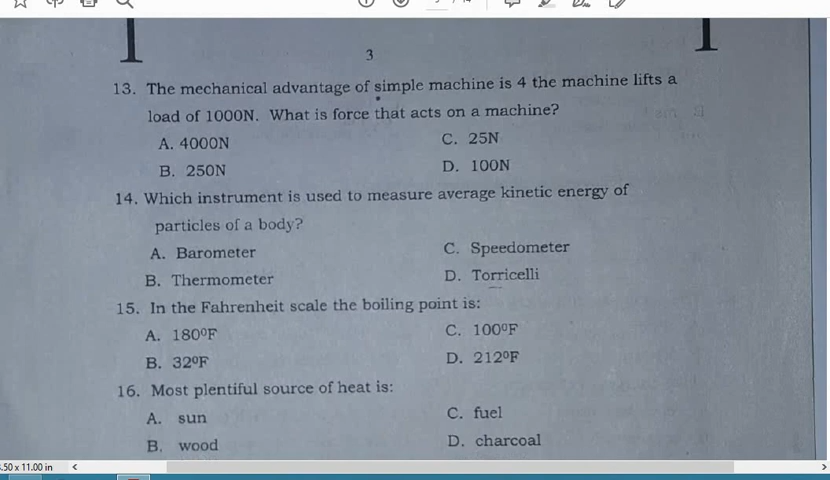 3
13. The mechanical advantage of simple machine is 4 the machine lifts a
load of 1000N. What is force that acts on a machine?
A. 4000N
C. 25N
B. 250N
D. 100N
14. Which instrument is used to measure average kinetic energy of
particles of a body?
A. Barometer
C. Speedometer
B. Thermometer
D. Torricelli
15. In the Fahrenheit scale the boiling point is:
A. 180⁰F
C. 100⁰F
B. 32⁰F
D. 212⁰F
16. Most plentiful source of heat is:
A. sun
C. fuel
B. wood
D. charcoal
.50 x 11.00 in